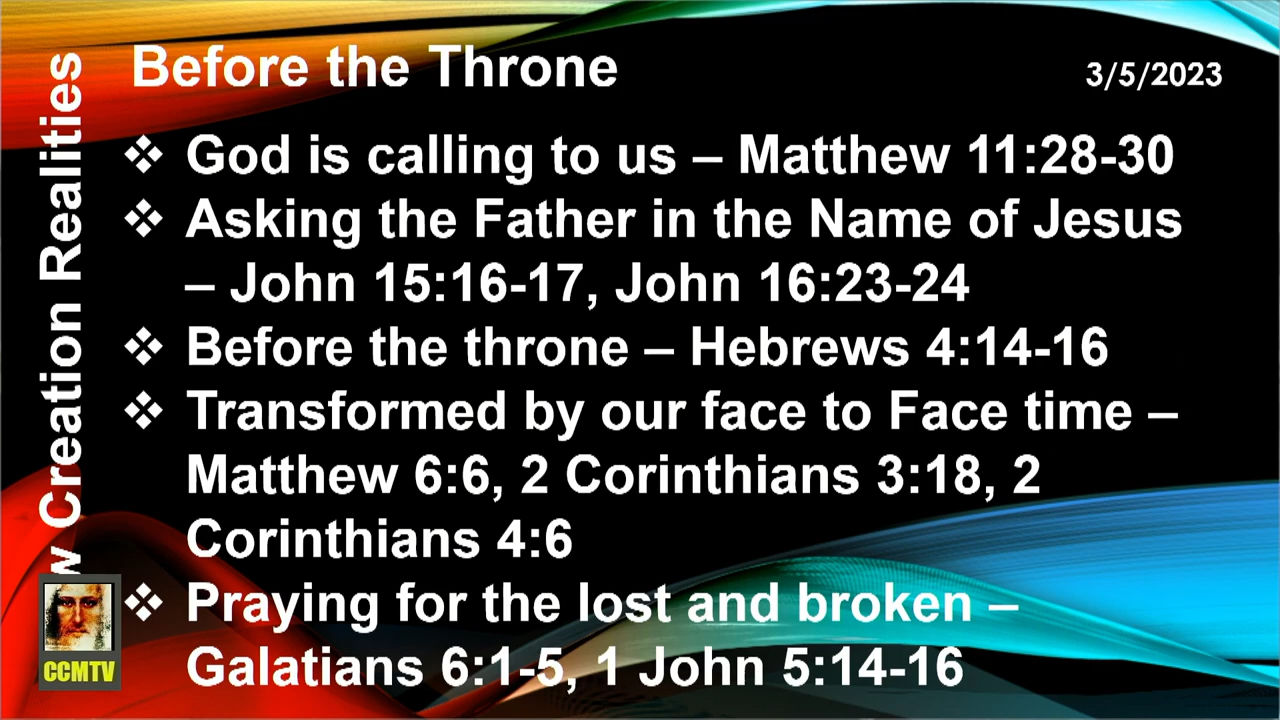 Before the Throne
3/5/2023
❖ God is calling to us – Matthew 11:28-30
❖ Asking the Father in the Name of Jesus
– John 15:16-17, John 16:23-24
❖ Before the throne – Hebrews 4:14-16
❖ Transformed by our face to Face time –
Matthew 6:6, 2 Corinthians 3:18, 2
Corinthians 4:6
❖ Praying for the lost and broken –
Galatians 6:1-5, 1 John 5:14-16
Creation Realities
CCMTV